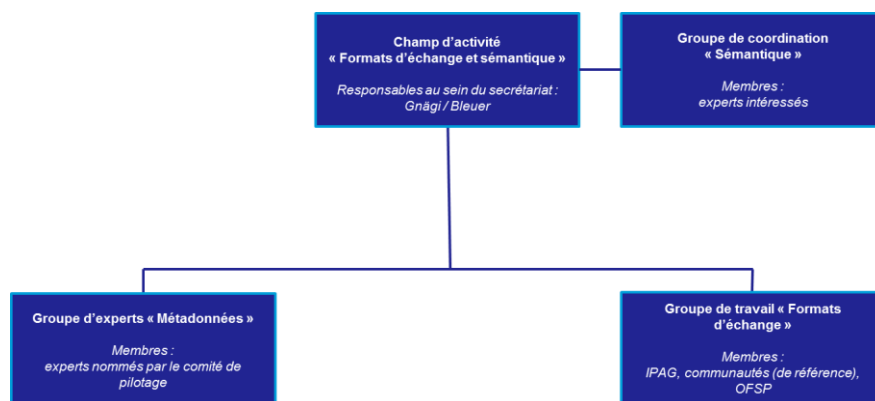 Champ d'activité
« Formats d'échange et sémantique »
Responsables au sein du secrétariat :
Gnägi / Bleuer
Groupe de coordination
« Sémantique »
Membres :
experts intéressés
Groupe d'experts « Métadonnées »
Membres :
experts nommés par le comité de
pilotage
Groupe de travail « Formats
d'échange »
Membres :
IPAG, communautés (de référence),
OFSP